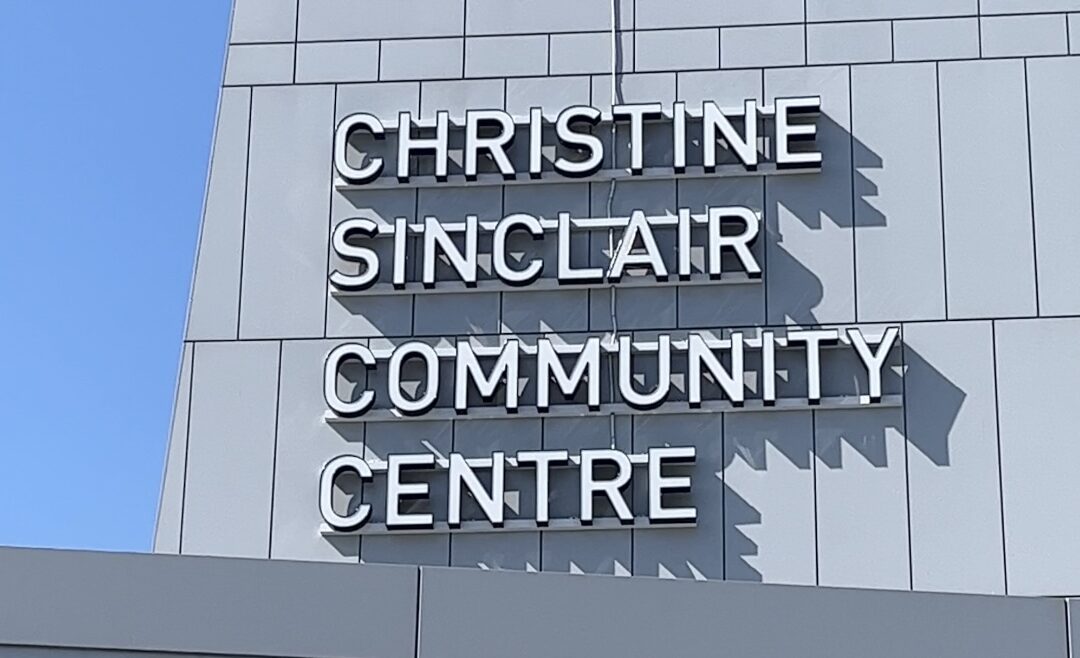 CHRISTINE
SINCLAIR
COMMUNITY
CENTRE